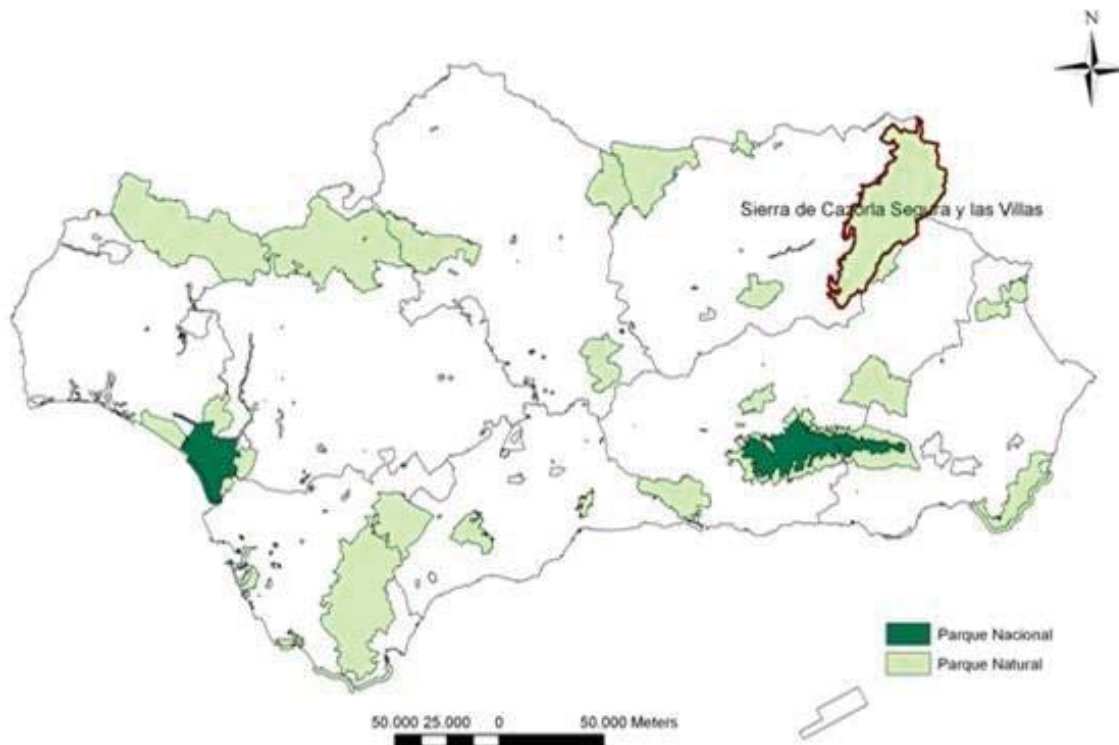 N
Sierra de Cazorla Segura y las Villas
Parque Nacional
Parque Natural
50.000 25.000 0 50.000 Meters